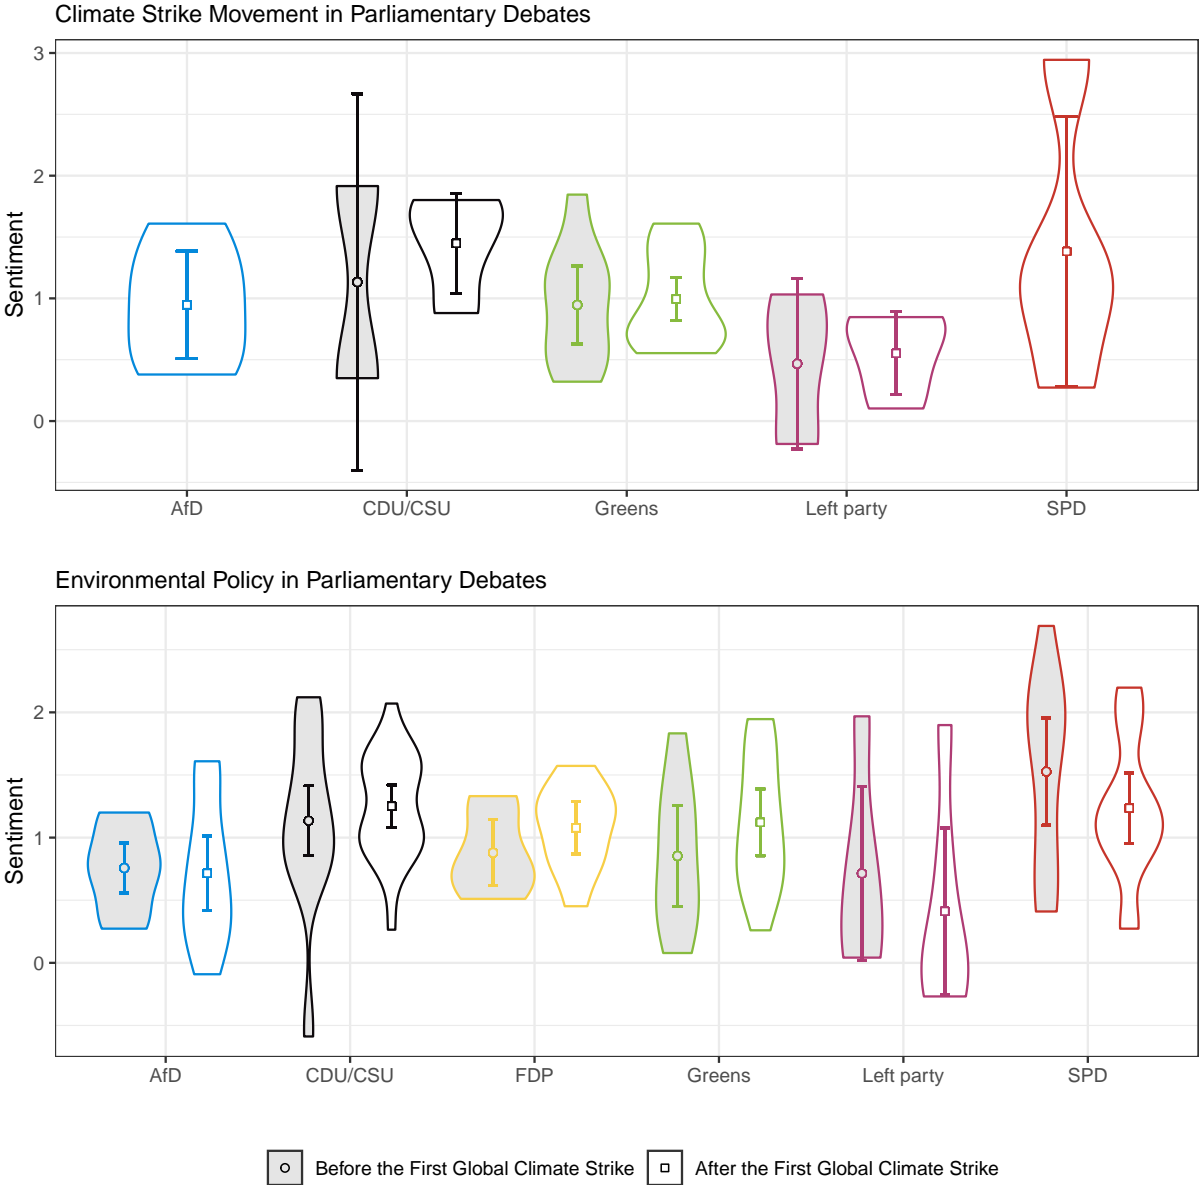 Climate Strike Movement in Parliamentary Debates
3
2
1
0
Sentiment
AfD CDU/CSU Greens Left party SPD
Environmental Policy in Parliamentary Debates
2
1
0
Sentiment
AfD CDU/CSU FDP Greens Left party SPD
Before the First Global Climate Strike After the First Global Climate Strike